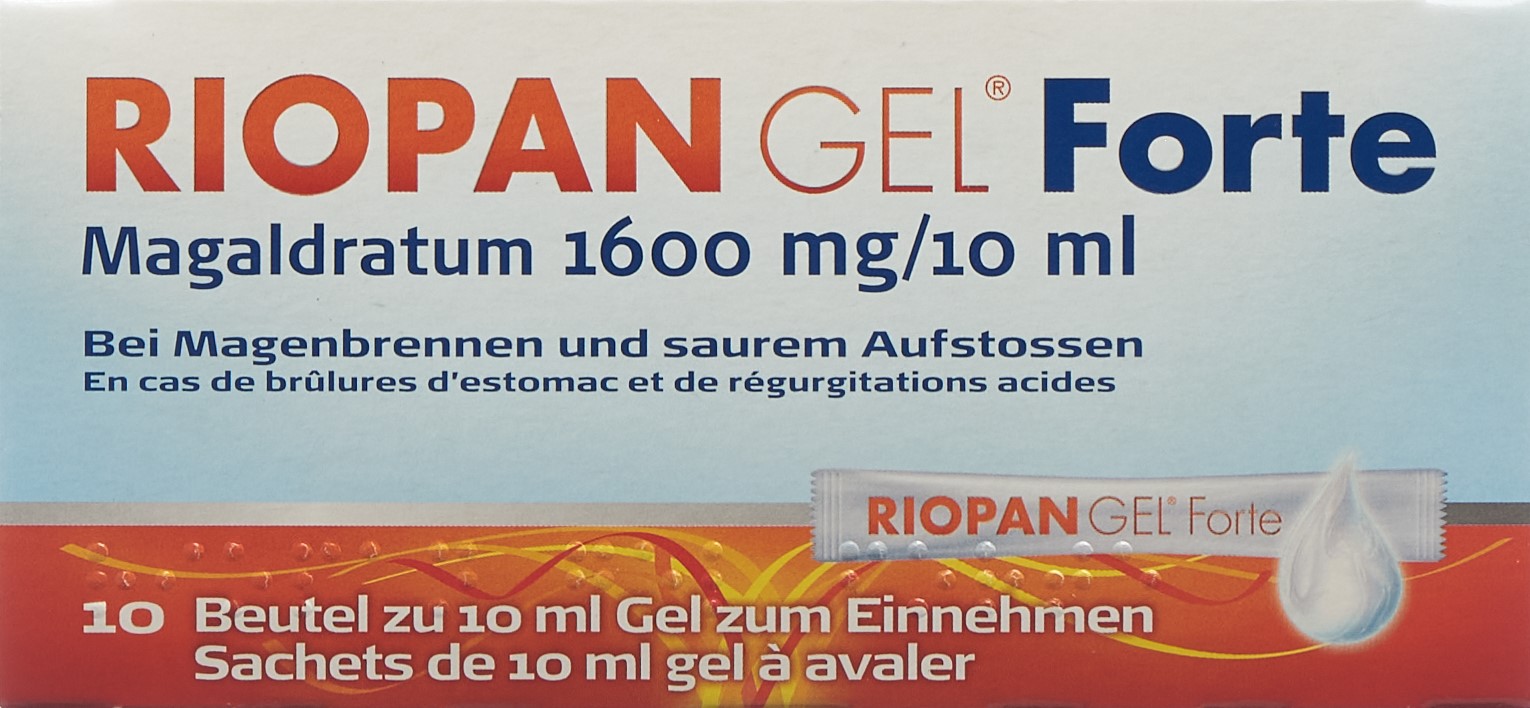 RIOPAN GEL® Forte
Magaldratum 1600 mg/10 ml
Bei Magenbrennen und saurem Aufstossen
En cas de brûlures d'estomac et de régurgitations acides
RIOPAN GEL® Forte
10 Beutel zu 10 ml Gel zum Einnehmen
Sachets de 10 ml gel à avaler